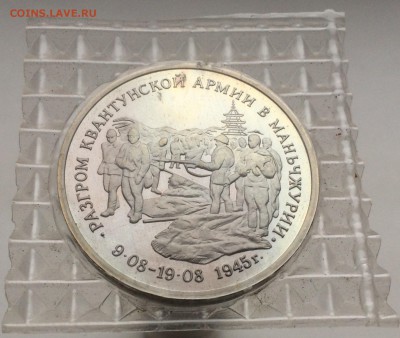 COINS.LAVE.RU
· РАЗГРОМ КВАНТУНСКОЙ АРМИИ В МАНЬЧЖУРИИ ·
9·08–19·08 1945г.